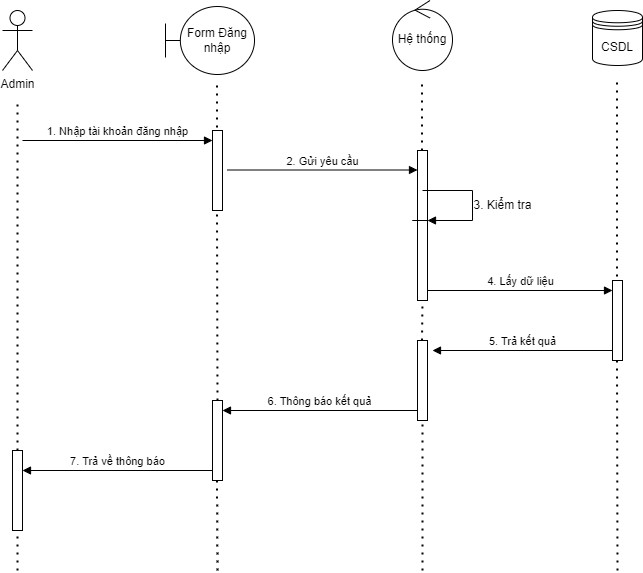 Form Đăng
nhập
Hệ thống
CSDL
Admin
1. Nhập tài khoản đăng nhập
2. Gửi yêu cầu
3. Kiểm tra
4. Lấy dữ liệu
5. Trả kết quả
6. Thông báo kết quả
7. Trả về thông báo